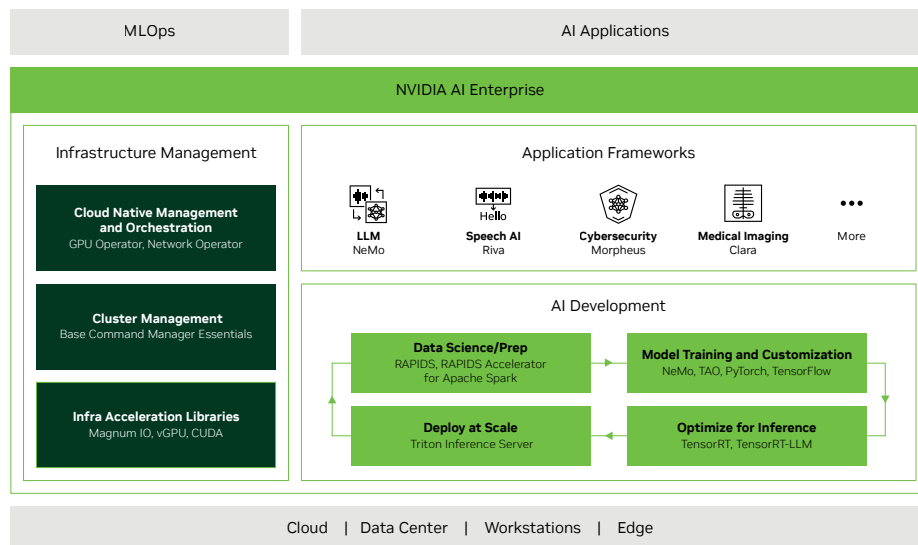 MLOps
AI Applications
NVIDIA AI Enterprise
Infrastructure Management
Cloud Native Management
and Orchestration
GPU Operator, Network Operator
Cluster Management
Base Command Manager Essentials
Infra Acceleration Libraries
Magnum IO, vGPU, CUDA
Application Frameworks
LLM
NeMo
Hello
Speech AI
Riva
Cybersecurity
Morpheus
Medical Imaging
Clara
More
AI Development
Data Science/Prep
RAPIDS, RAPIDS Accelerator
for Apache Spark
Model Training and Customization
NeMo, TAO, PyTorch, TensorFlow
Deploy at Scale
Triton Inference Server
Optimize for Inference
TensorRT, TensorRT-LLM
Cloud | Data Center | Workstations | Edge